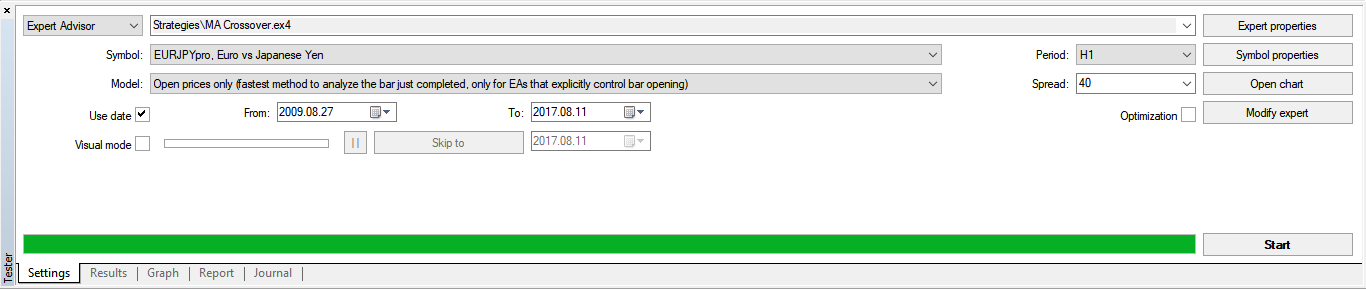 Expert Advisor Strategies\MA Crossover.ex4 Expert properties
Symbol: EURJPYpro, Euro vs Japanese Yen Period: H1 Symbol properties
Model: Open prices only (fastest method to analyze the bar just completed, only for EAs that explicitly control bar opening) Spread: 40 Open chart
Use date From: 2009.08.27 To: 2017.08.11 Optimization Modify expert
Visual mode Skip to 2017.08.11
Start
Tester
Settings Results Graph Report Journal